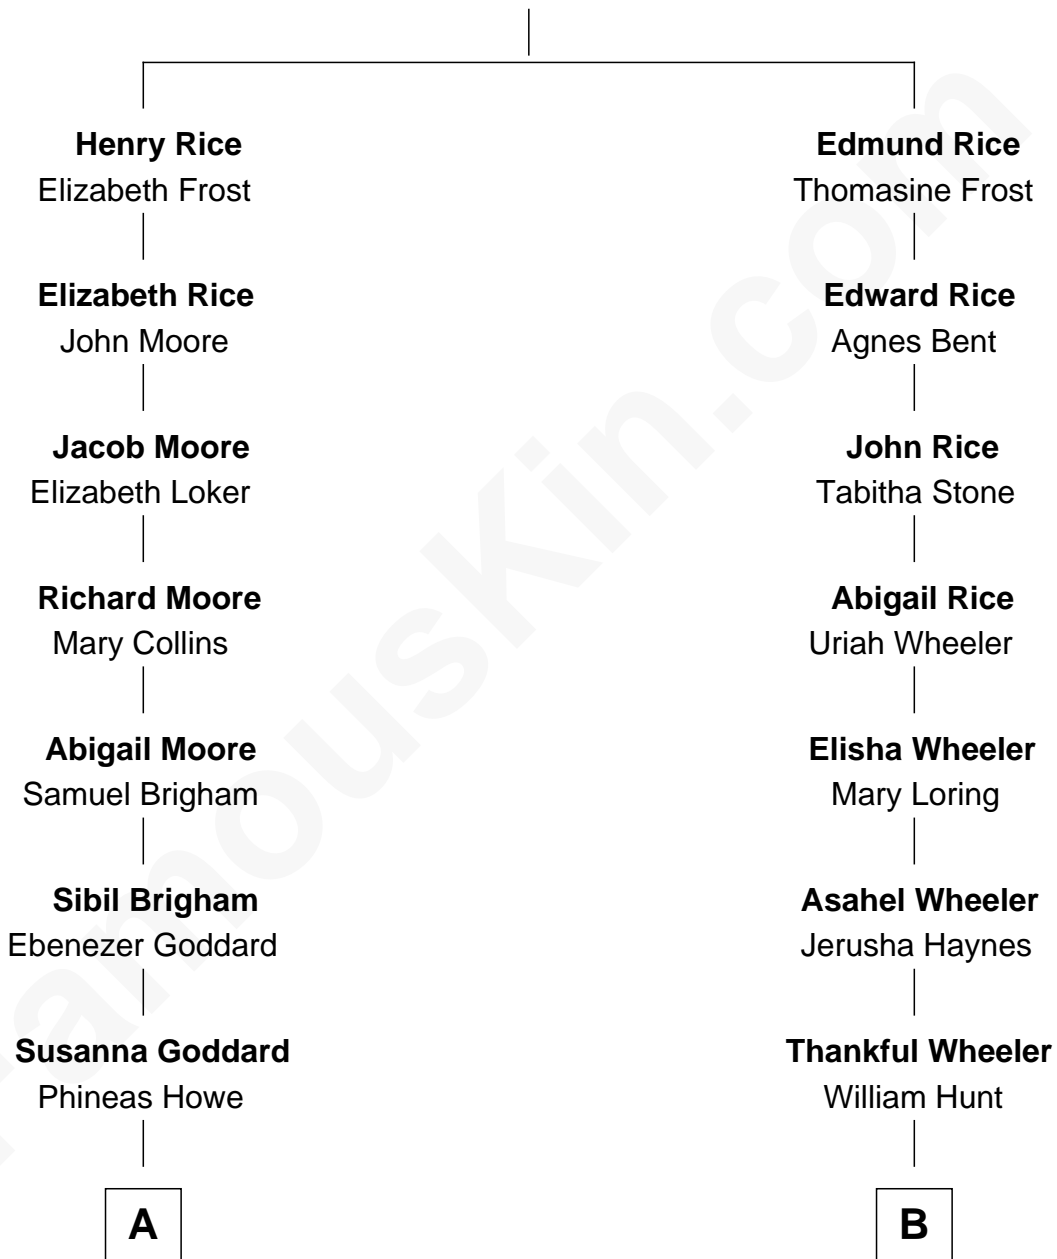 Henry Rice
Elizabeth Frost
Elizabeth Rice
John Moore
Jacob Moore
Elizabeth Loker
Richard Moore
Mary Collins
Abigail Moore
Samuel Brigham
Sibil Brigham
Ebenezer Goddard
Susanna Goddard
Phineas Howe
A
Edmund Rice
Thomasine Frost
Edward Rice
Agnes Bent
John Rice
Tabitha Stone
Abigail Rice
Uriah Wheeler
Elisha Wheeler
Mary Loring
Asahel Wheeler
Jerusha Haynes
Thankful Wheeler
William Hunt
B
FamousKin.com